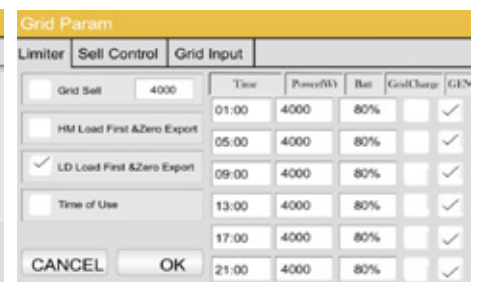 Grid Param
Limiter Sell Control Grid Input
Grid Sell 4000
HM Load First &Zero Export
LD Load First &Zero Export
Time of Use
CANCEL OK
Time Power(W) Batt GridCharge GEN
01:00 4000 80%
05:00 4000 80%
09:00 4000 80%
13:00 4000 80%
17:00 4000 80%
21:00 4000 80%